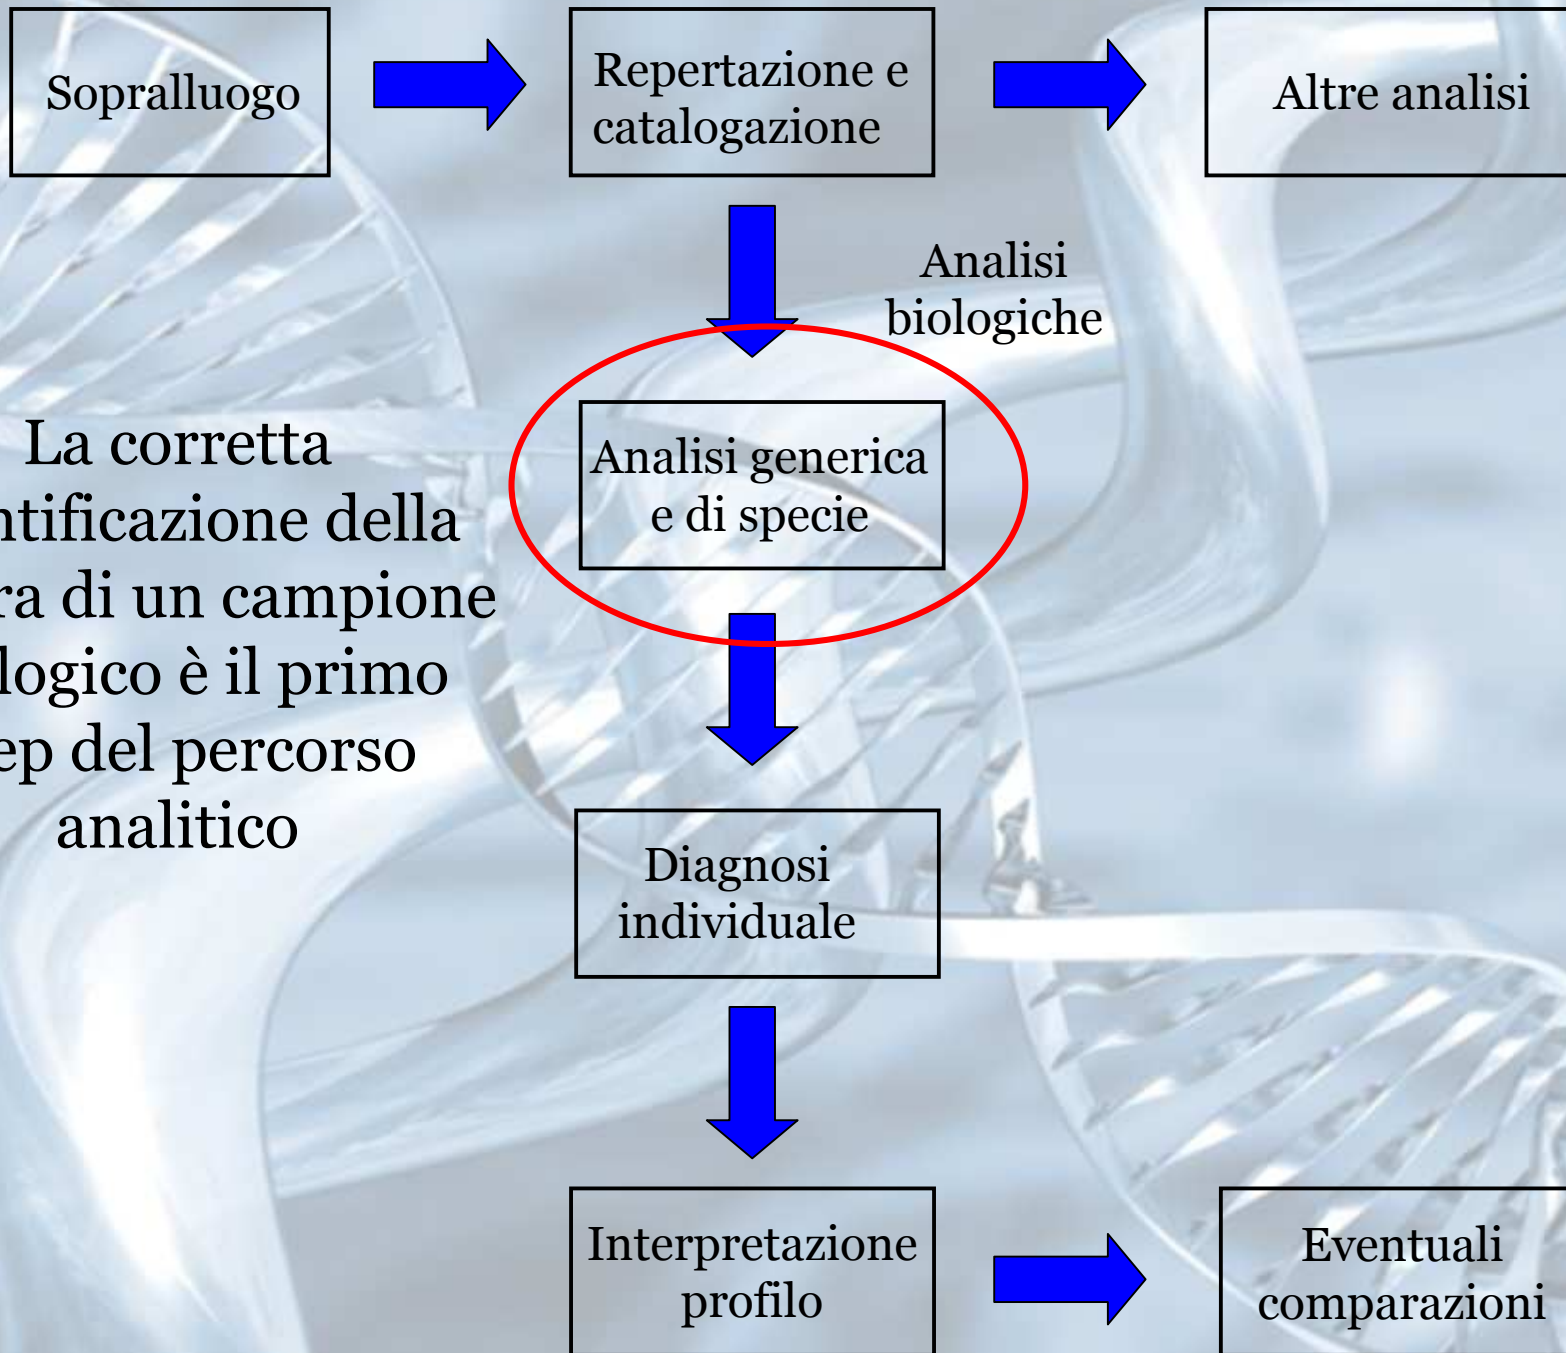 Sopralluogo
Repertazione e
catalogazione
Altre analisi
Analisi
biologiche
Analisi generica
e di specie
La corretta
ntificazione della
ra di un campione
logico è il primo
ep del percorso
analitico
Diagnosi
individuale
Interpretazione
profilo
Eventuali
comparazioni